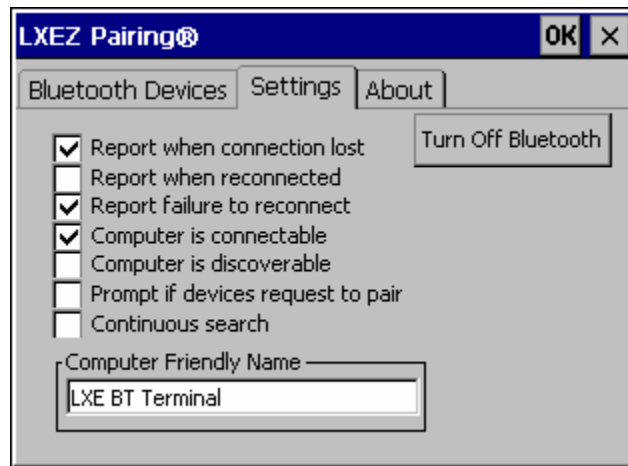 LXEZ Pairing®
OK
Bluetooth Devices
Settings
About
Turn Off Bluetooth
Report when connection lost
Report when reconnected
Report failure to reconnect
Computer is connectable
Computer is discoverable
Prompt if devices request to pair
Continuous search
Computer Friendly Name
LXE BT Terminal